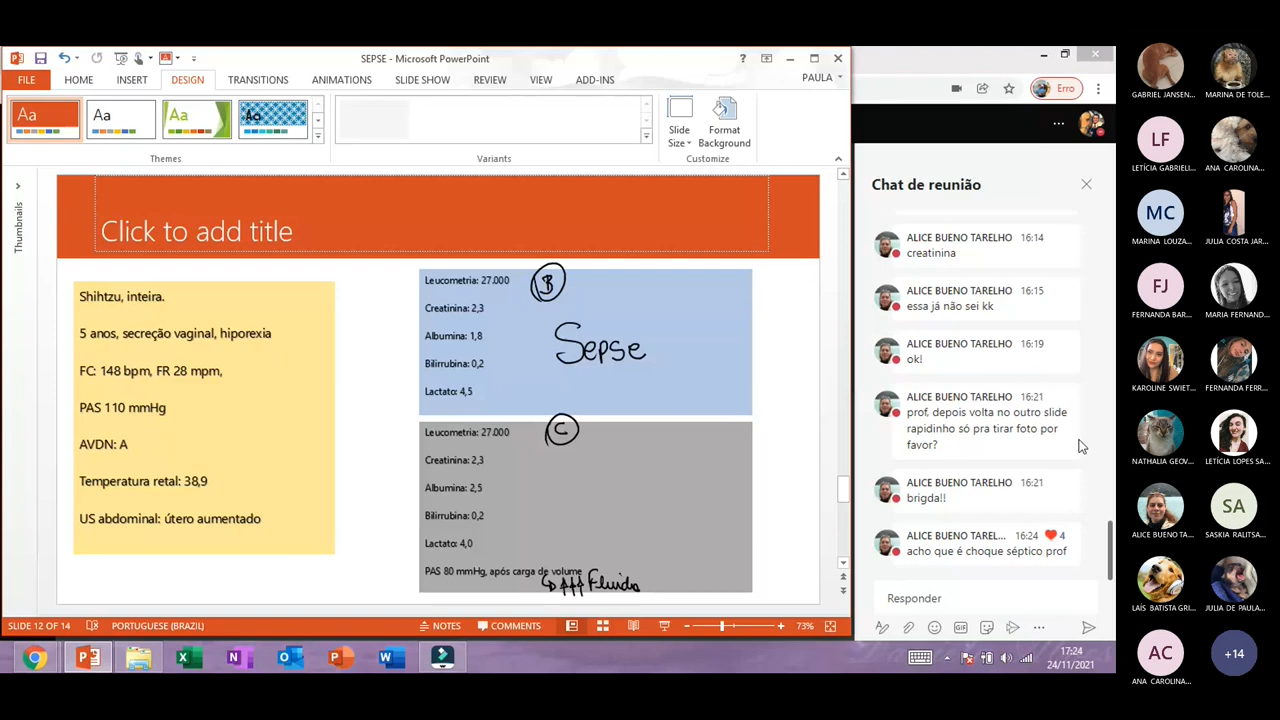 SEPSE - Microsoft PowerPoint
?
FILE
HOME
INSERT
DESIGN
TRANSITIONS
ANIMATIONS
SLIDE SHOW
REVIEW
VIEW
ADD-INS
PAULA
Aa
Aa
Aa
Aa
Slide
Size
Format
Background
Themes
Variants
Customize
Thumbnails
Click to add title
Shihtzu, inteira.
5 anos, secreção vaginal, hiporexia
FC: 148 bpm, FR 28 mpm,
PAS 110 mmHg
AVDN: A
Temperatura retal: 38,9
US abdominal: útero aumentado
Leucometria: 27.000
B
Creatinina: 2,3
Albumina: 1,8
Sepse
Bilirrubina: 0,2
Lactato: 4,5
Leucometria: 27.000
C
Creatinina: 2,3
Albumina: 2,5
Bilirrubina: 0,2
Lactato: 4,0
PAS 80 mmHg, após carga de volume
↳ ↑↑↑ Fluido
SLIDE 12 OF 14
PORTUGUESE (BRAZIL)
NOTES
COMMENTS
73%
Erro
Chat de reunião
ALICE BUENO TARELHO 16:14
creatinina
ALICE BUENO TARELHO 16:15
essa já não sei kk
ALICE BUENO TARELHO 16:19
ok!
ALICE BUENO TARELHO 16:21
prof, depois volta no outro slide
rapidinho só pra tirar foto por
favor?
ALICE BUENO TARELHO 16:21
brigda!!
ALICE BUENO TAREL... 16:24 4
acho que é choque séptico prof
Responder
GIF
17:24
24/11/2021
GABRIEL JANSEN...
MARINA DE TOLE...
LF
LETÍCIA GABRIELI...
ANA CAROLINA...
MC
MARINA LOUZA...
JULIA COSTA JAR...
FJ
FERNANDA BAR...
MARIA FERNAND...
KAROLINE SWIET...
FERNANDA FERR...
NATHALIA GEOV...
LETÍCIA LOPES SA...
SA
ALICE BUENO TA...
SASKIA RALITSA...
LAÍS BATISTA GRI...
JULIA DE PAULA...
AC
ANA CAROLINA...
+14